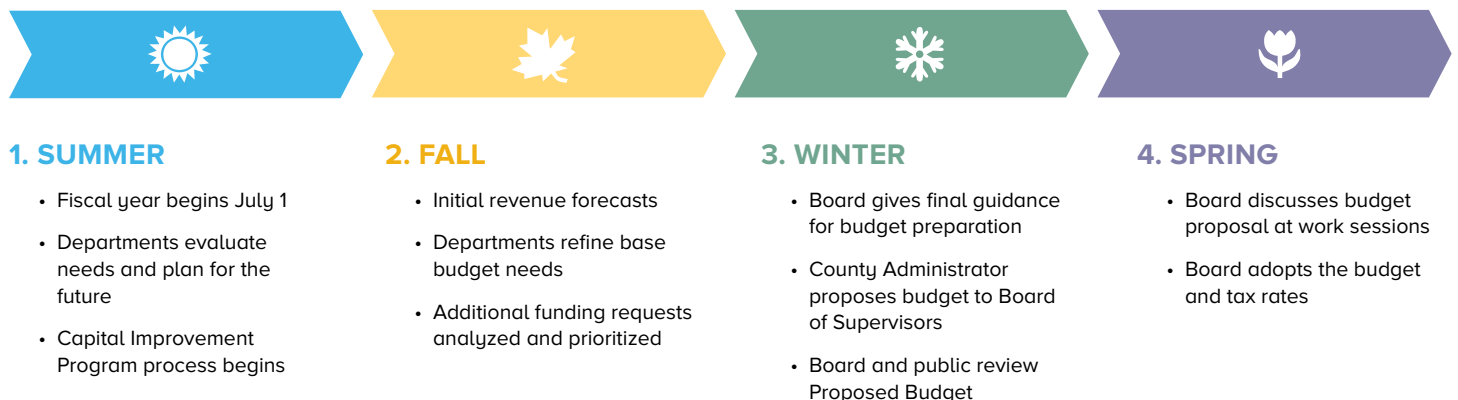 1. SUMMER
• Fiscal year begins July 1
• Departments evaluate
needs and plan for the
future
• Capital Improvement
Program process begins
2. FALL
• Initial revenue forecasts
• Departments refine base
budget needs
• Additional funding requests
analyzed and prioritized
3. WINTER
• Board gives final guidance
for budget preparation
• County Administrator
proposes budget to Board
of Supervisors
• Board and public review
Proposed Budget
4. SPRING
• Board discusses budget
proposal at work sessions
• Board adopts the budget
and tax rates